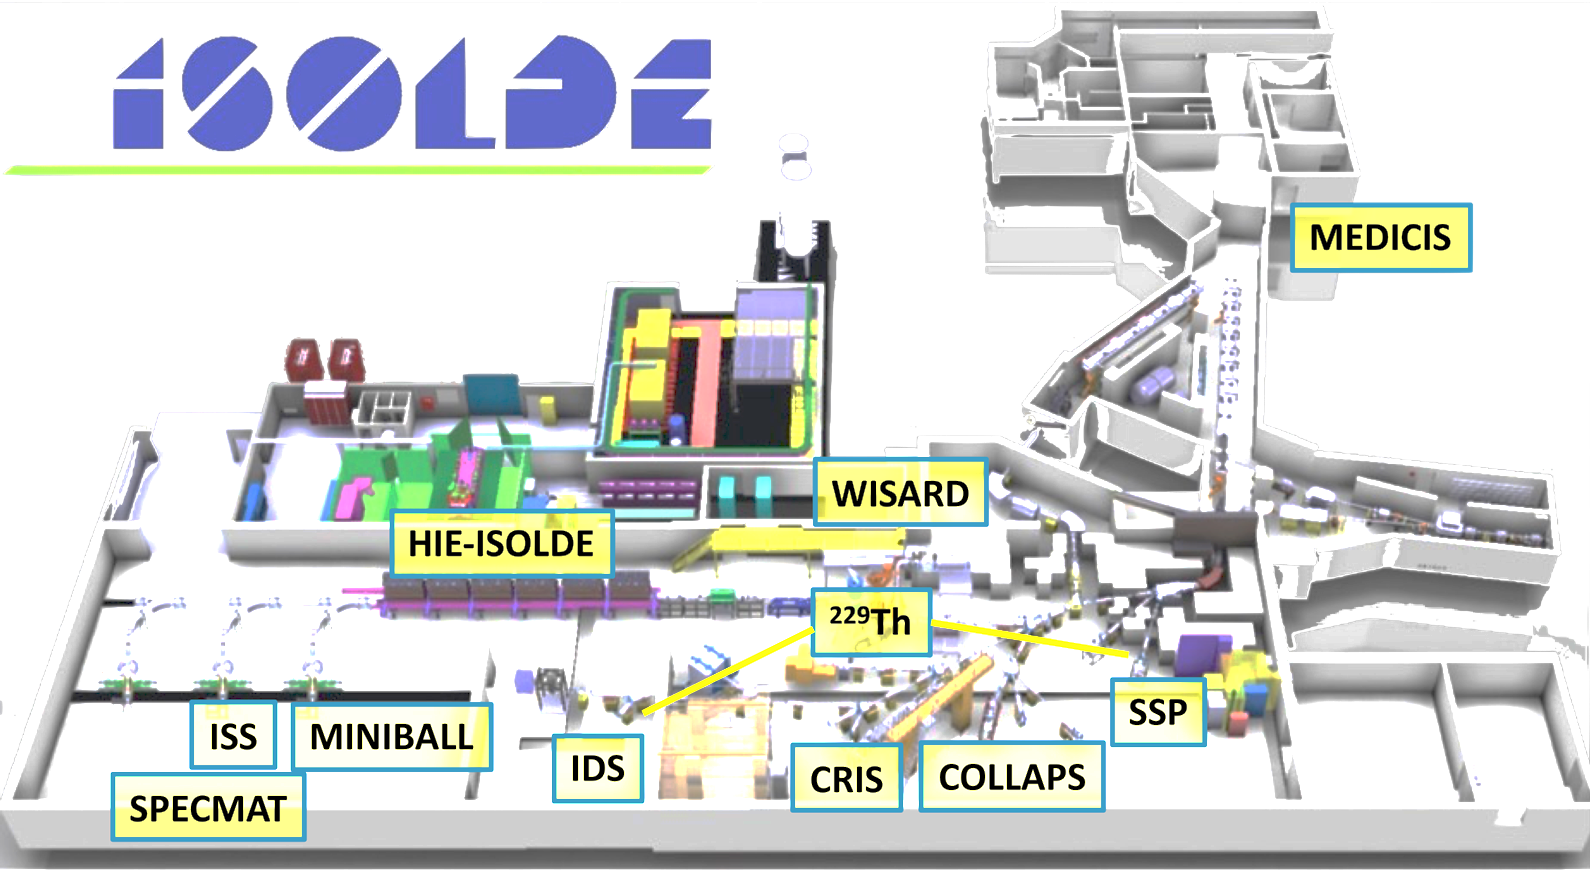 ISOLDE
MEDICIS
WISARD
HIE-ISOLDE
²²⁹Th
SSP
ISS
MINIBALL
IDS
CRIS
COLLAPS
SPECMAT